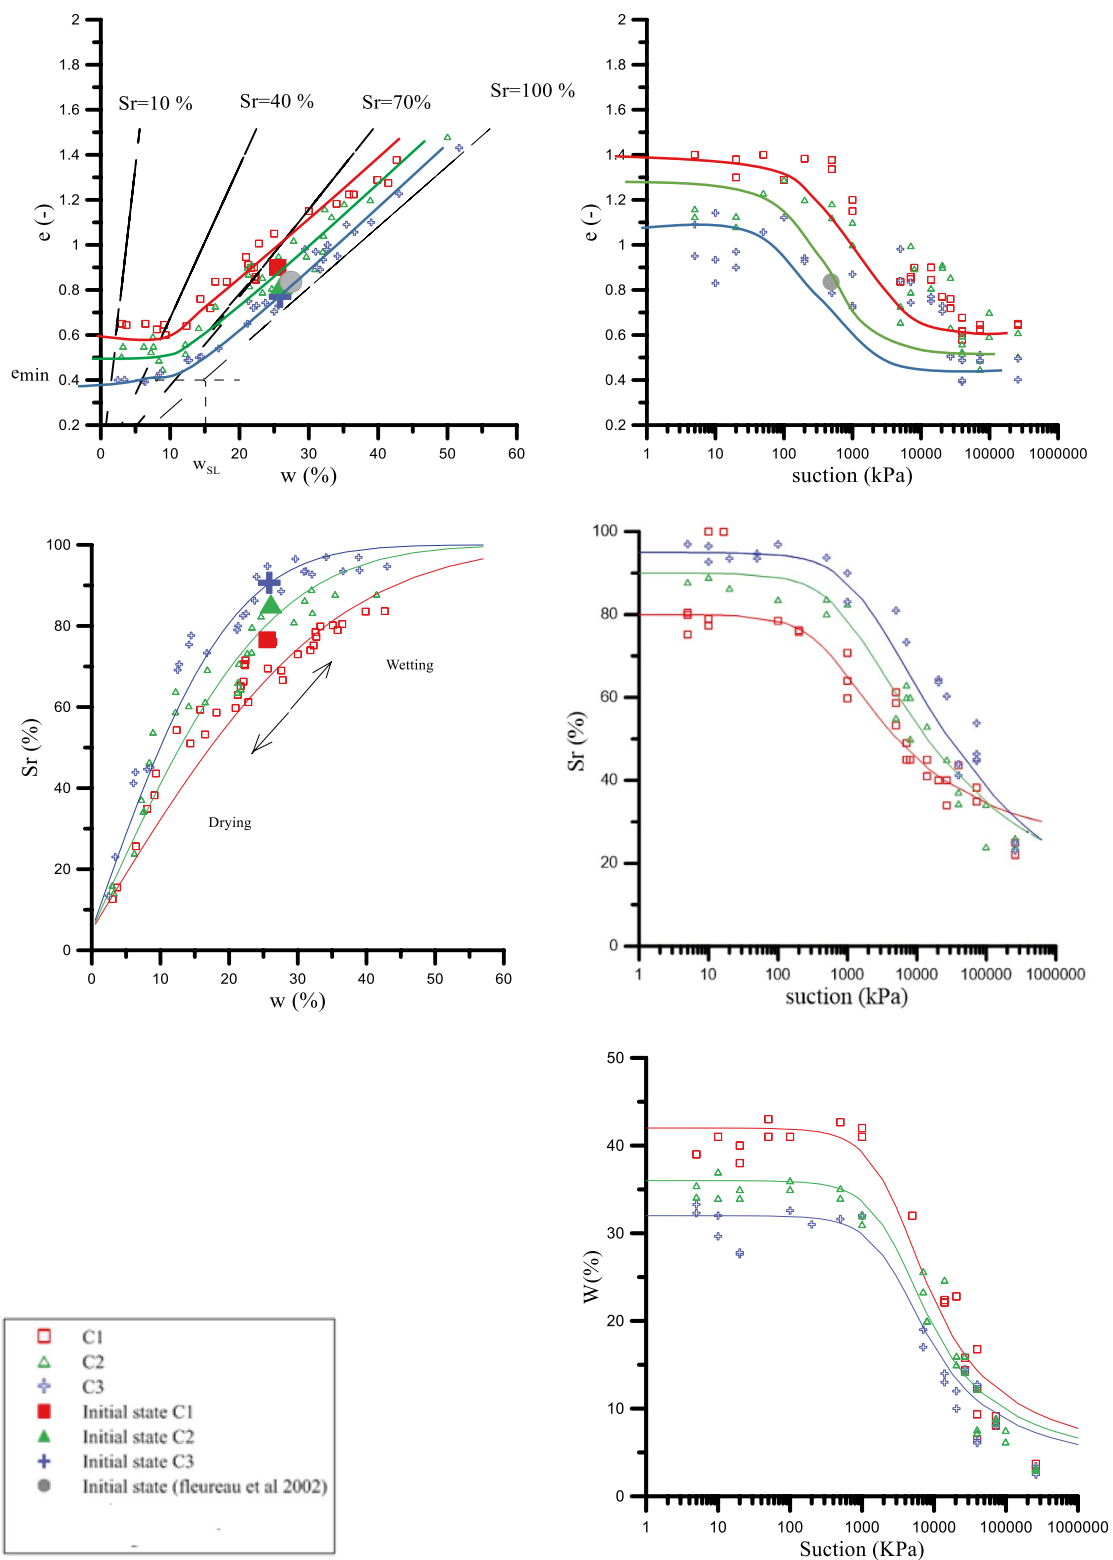 2
1.8
1.6
1.4
1.2
1
0.8
0.6
0.4
0.2
e (-)
emin
Sr=10 %
Sr=40 %
Sr=70%
Sr=100 %
0 10 20 30 40 50 60
wSL
w (%)
2
1.8
1.6
1.4
1.2
1
0.8
0.6
0.4
0.2
e (-)
1 10 100 1000 10000 100000 1000000
suction (kPa)
100
80
60
40
20
0
Sr (%)
Wetting
Drying
0 10 20 30 40 50 60
w (%)
100
80
60
40
20
0
Sr (%)
1 10 100 1000 10000 100000 1000000
suction (kPa)
50
40
30
20
10
0
W(%)
1 10 100 1000 10000 100000 1000000
Suction (KPa)
C1
C2
C3
Initial state C1
Initial state C2
Initial state C3
Initial state (fleureau et al 2002)